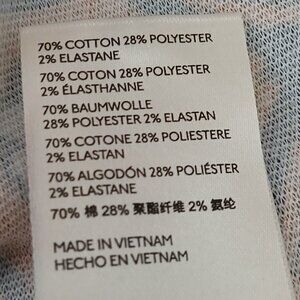 70% COTTON 28% POLYESTER
2% ELASTANE
70% COTON 28% POLYESTER
2% ÉLASTHANNE
70% BAUMWOLLE
28% POLYESTER 2% ELASTAN
70% COTONE 28% POLIESTERE
2% ELASTAN
70% ALGODÓN 28% POLIÉSTER
2% ELASTANE
70% 棉 28% 聚酯纤维 2% 氨纶
MADE IN VIETNAM
HECHO EN VIETNAM